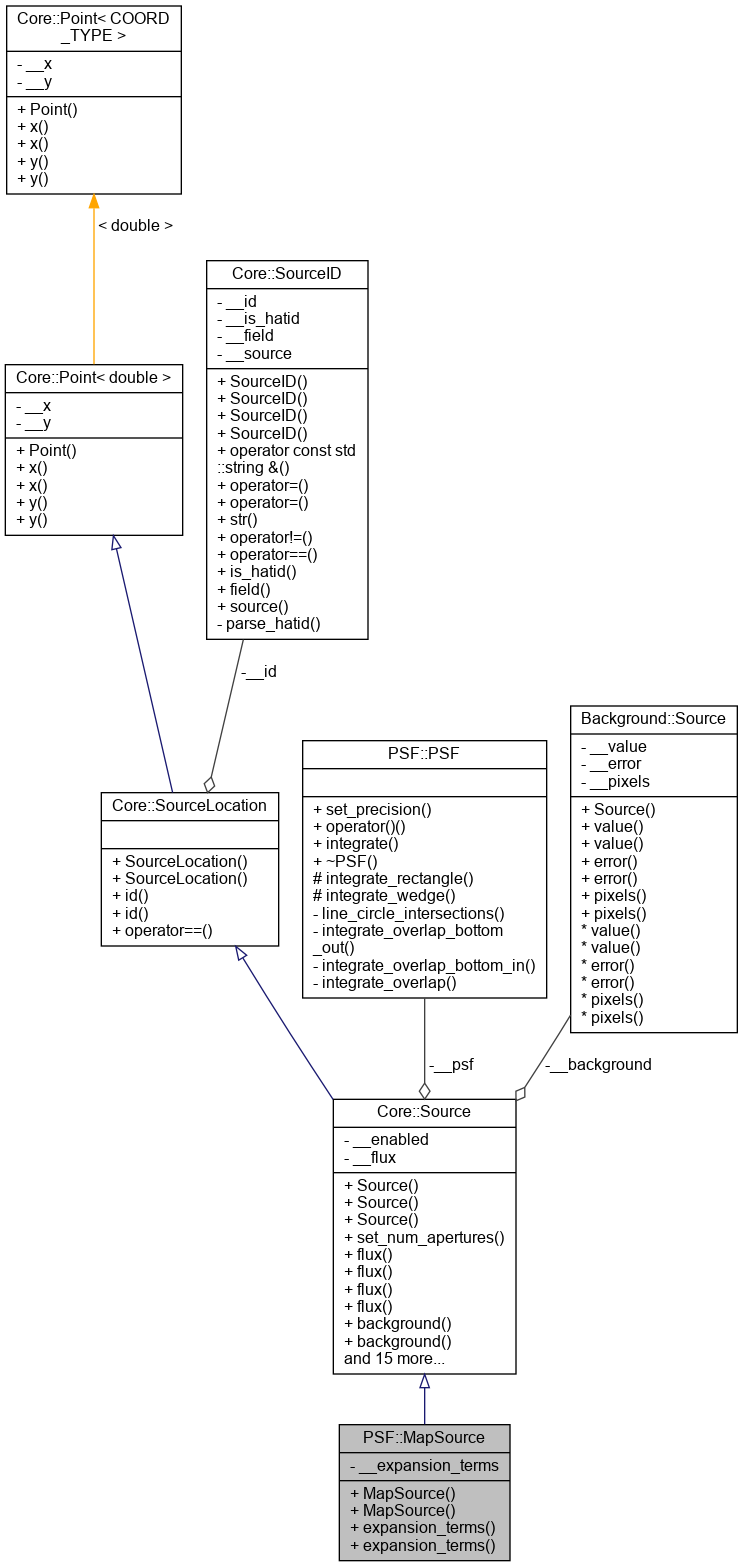 Core::Point< COORD
_TYPE >
- __x
- __y
+ Point()
+ x()
+ x()
+ y()
+ y()
< double >
Core::SourceID
- __id
- __is_hatid
- __field
- __source
+ SourceID()
+ SourceID()
+ SourceID()
+ SourceID()
+ operator const std
::string &()
+ operator=()
+ operator=()
+ str()
+ operator!=()
+ operator==()
+ is_hatid()
+ field()
+ source()
- parse_hatid()
Core::Point< double >
- __x
- __y
+ Point()
+ x()
+ x()
+ y()
+ y()
-__id
Core::SourceLocation
+ SourceLocation()
+ SourceLocation()
+ id()
+ id()
+ operator==()
PSF::PSF
+ set_precision()
+ operator()()
+ integrate()
+ ~PSF()
# integrate_rectangle()
# integrate_wedge()
- line_circle_intersections()
- integrate_overlap_bottom
_out()
- integrate_overlap_bottom_in()
- integrate_overlap()
Background::Source
- __value
- __error
- __pixels
+ Source()
+ value()
+ value()
+ error()
+ error()
+ pixels()
+ pixels()
* value()
* value()
* error()
* error()
* pixels()
* pixels()
-__psf
-__background
Core::Source
- __enabled
- __flux
+ Source()
+ Source()
+ Source()
+ set_num_apertures()
+ flux()
+ flux()
+ flux()
+ flux()
+ background()
+ background()
and 15 more...
PSF::MapSource
- __expansion_terms
+ MapSource()
+ MapSource()
+ expansion_terms()
+ expansion_terms()